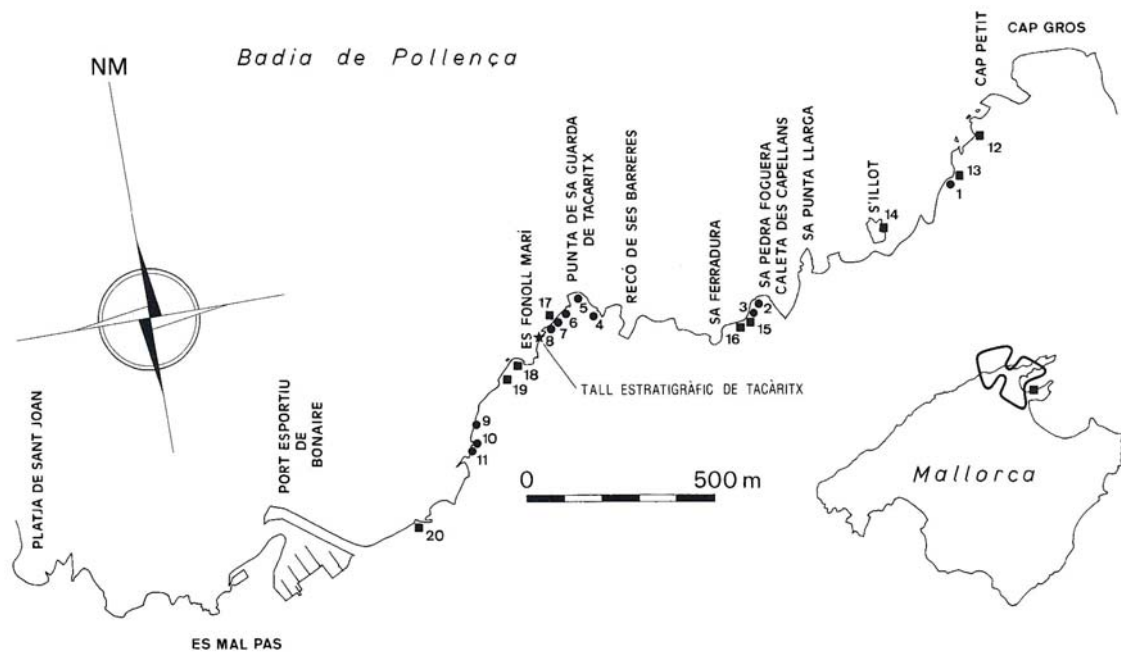 Badia de Pollença
NM
CAP GROS
CAP PETIT
12
13
1
S'ILLOT
14
SA PUNTA LLARGA
CALETA DES CAPELLANS
SA PEDRA FOGUERA
SA FERRADURA
3
2
15
16
RECÓ DE SES BARRERES
PUNTA DE SA GUARDA
DE TACARITX
ES FONOLL MARÍ
17
5
6
4
7
8
18
19
TALL ESTRATIGRÀFIC DE TACÀRITX
9
10
11
20
0
500 m
PORT ESPORTIU
DE
BONAIRE
PLATJA DE SANT JOAN
ES MAL PAS
Mallorca